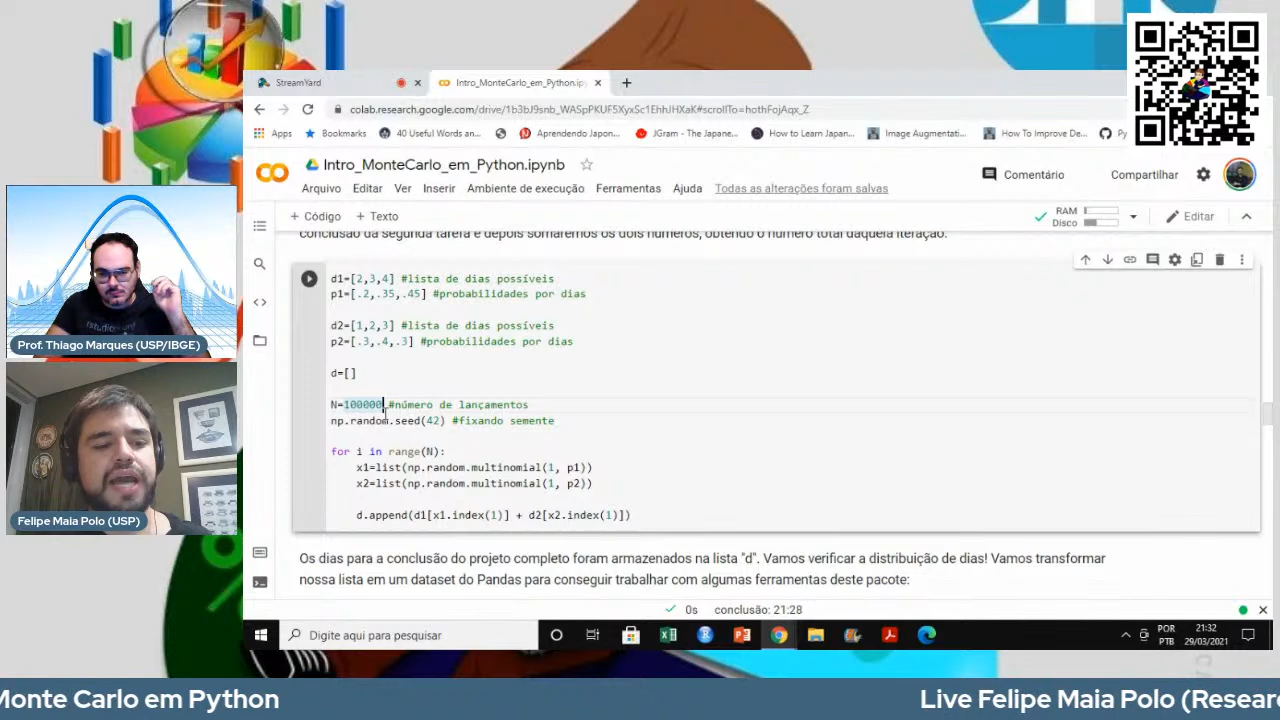 StreamYard
Intro_MonteCarlo_em_Python.ipy
colab.research.google.com/drive/
Apps
Bookmarks
40 Useful Words an...
Aprendendo Japon...
JGram - The Japane...
How to Learn Japan...
Image Augmentati...
How To Improve De...
Py
Intro_MonteCarlo_em_Python.ipynb
Comentário
Compartilhar
Arquivo Editar Ver Inserir Ambiente de execução Ferramentas Ajuda Todas as alterações foram salvas
+ Código + Texto
RAM
Disco
Editar
segunda tarefa e depois somaremos os dois números, obtendo o número total daquela iteração.
d1=[2,3,4] #lista de dias possíveis
p1=[.2,.35,.45] #probabilidades por dias
d2=[1,2,3] #lista de dias possíveis
p2=[.3,.4,.3] #probabilidades por dias
d=[]
N=100000 #número de lançamentos
np.random.seed(42) #fixando semente
for i in range(N):
x1=list(np.random.multinomial(1, p1))
x2=list(np.random.multinomial(1, p2))
d.append(d1[x1.index(1)] + d2[x2.index(1)])
Os dias para a conclusão do projeto completo foram armazenados na lista "d". Vamos verificar a distribuição de dias! Vamos transformar
nossa lista em um dataset do Pandas para conseguir trabalhar com algumas ferramentas deste pacote:
0s conclusão: 21:28
Digite aqui para pesquisar
POR
PTB
21:32
29/03/2021
Prof. Thiago Marques (USP/IBGE)
Felipe Maia Polo (USP)
Monte Carlo em Python
Live Felipe Maia Polo (Resear